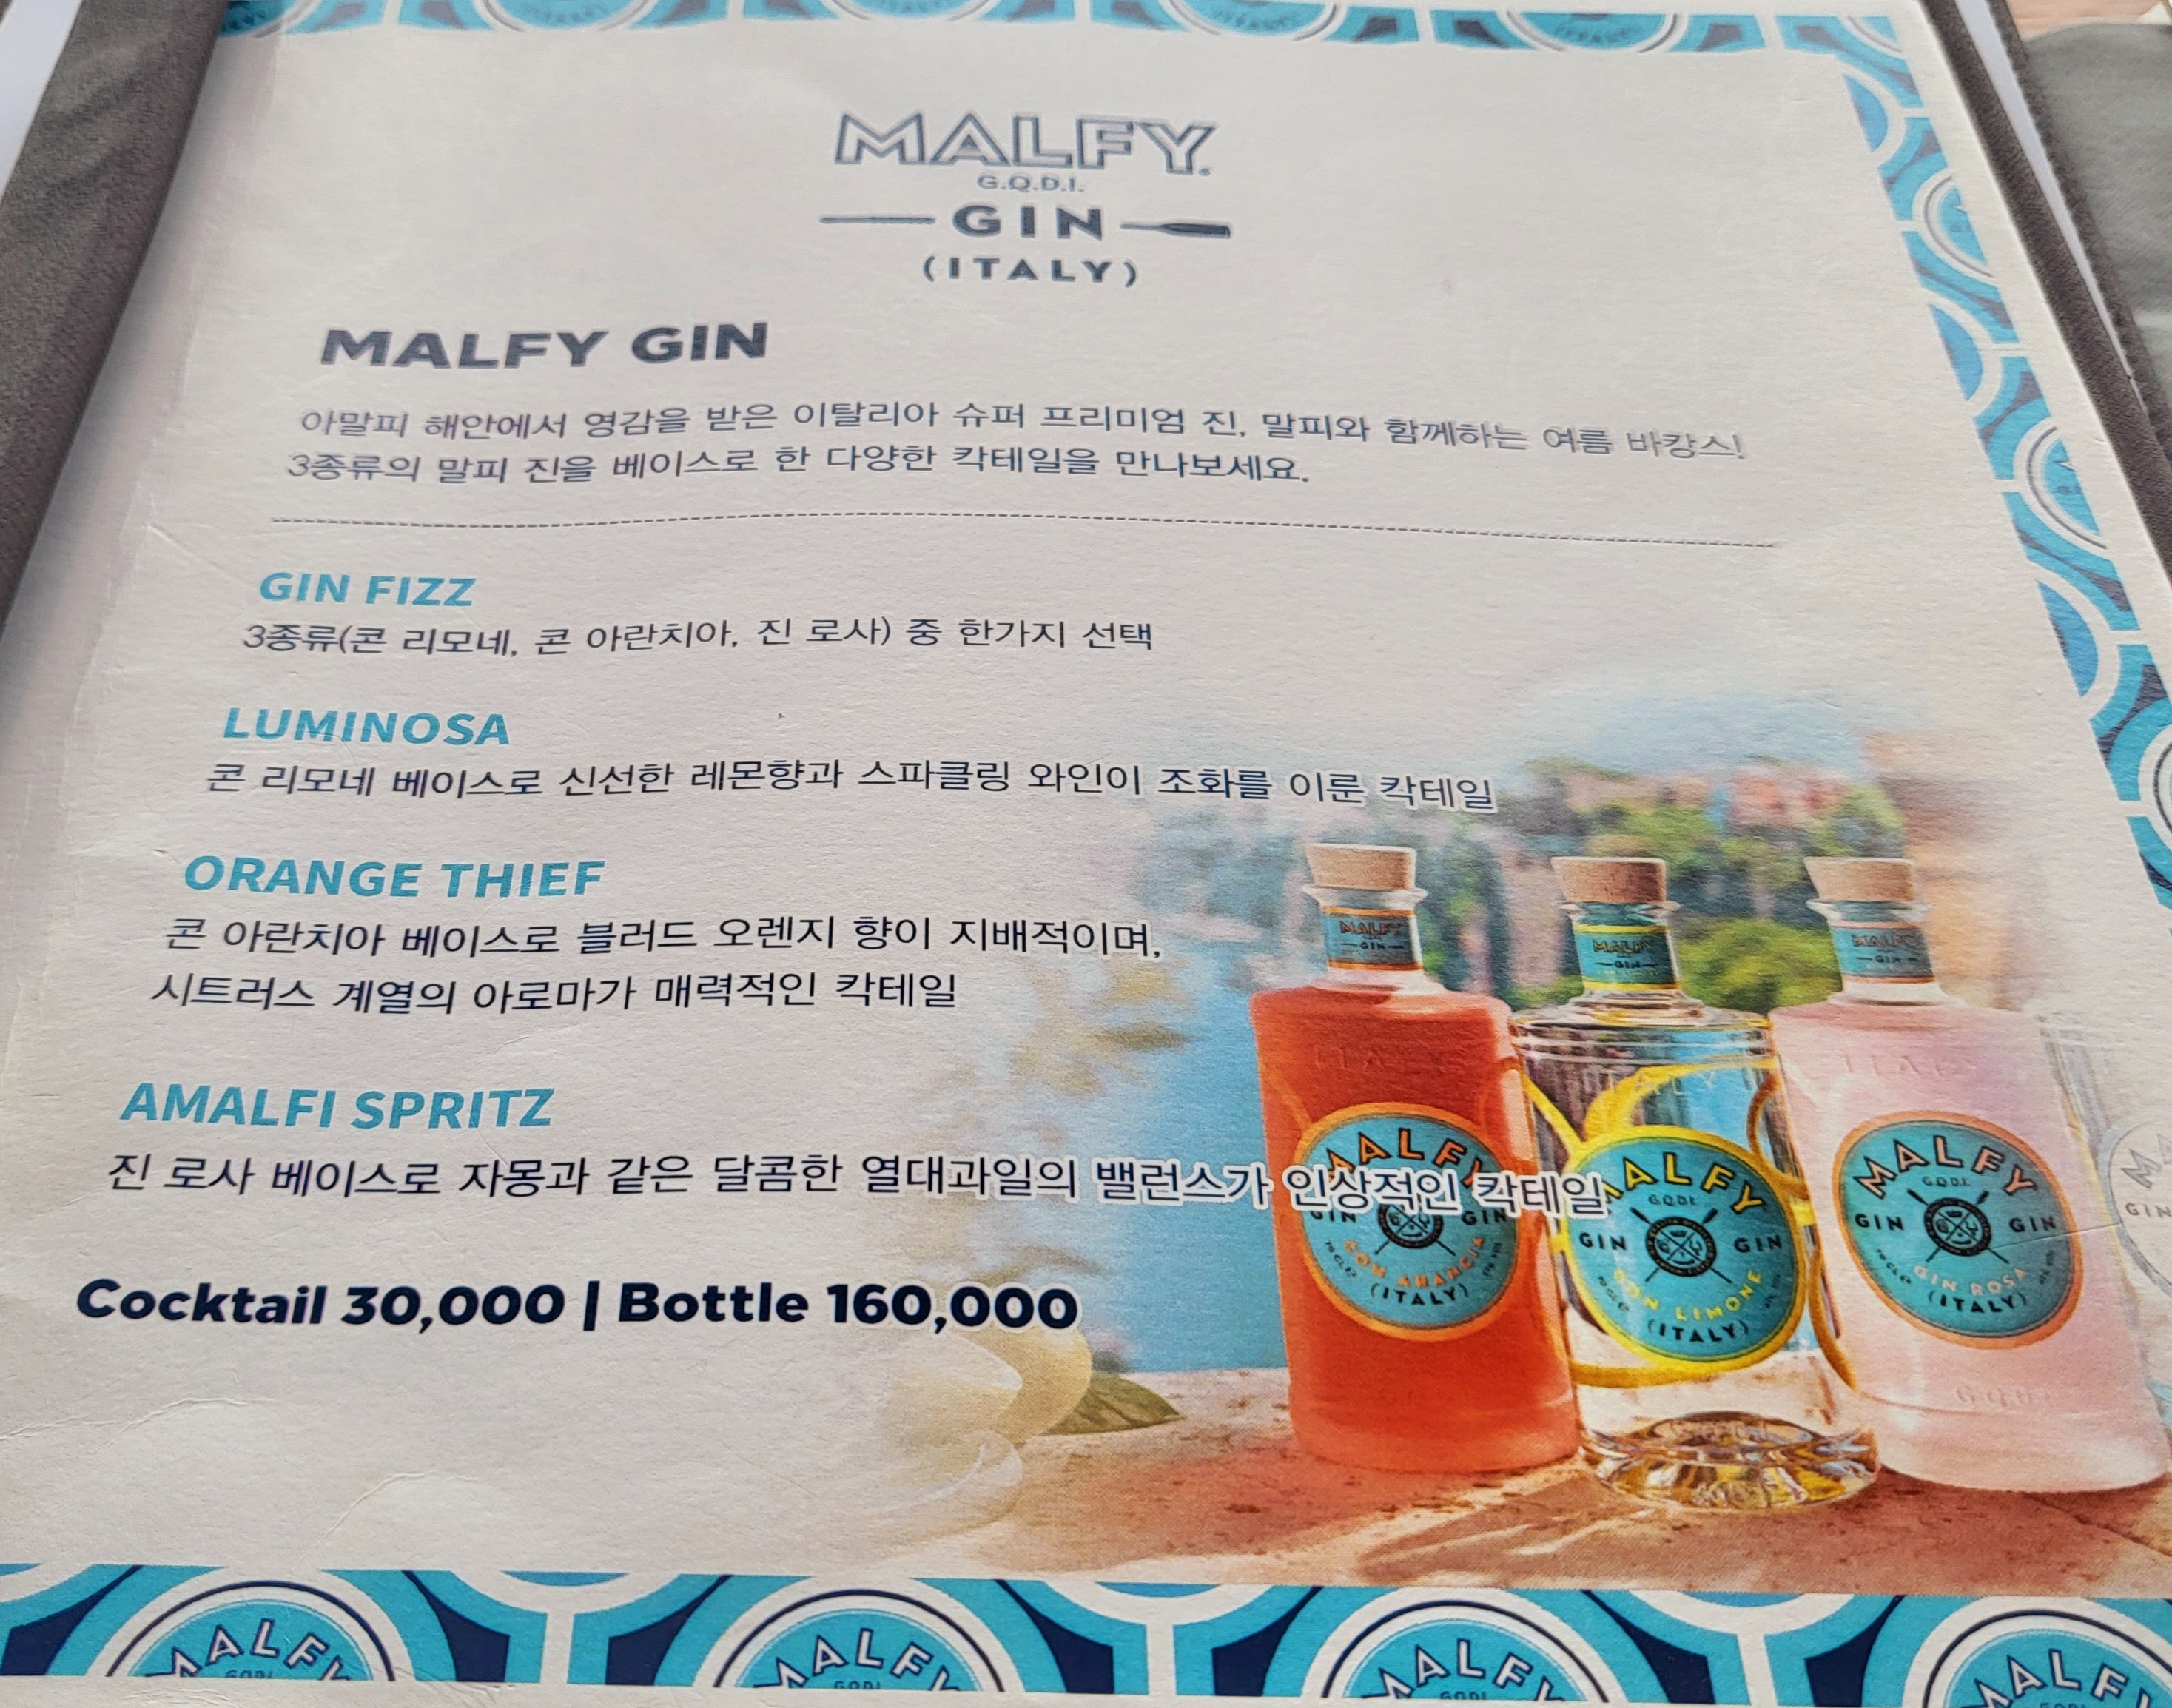 MALFY
G.Q.D.I.
GIN
(ITALY)
MALFY GIN
아말피 해안에서 영감을 받은 이탈리아 슈퍼 프리미엄 진, 말피와 함께하는 여름 바캉스!
3종류의 말피 진을 베이스로 한 다양한 칵테일을 만나보세요.
GIN FIZZ
3종류(콘 리모네, 콘 아란치아, 진 로사) 중 한가지 선택
LUMINOSA
콘 리모네 베이스로 신선한 레몬향과 스파클링 와인이 조화를 이룬 칵테일
ORANGE THIEF
콘 아란치아 베이스로 블러드 오렌지 향이 지배적이며,
시트러스 계열의 아로마가 매력적인 칵테일
AMALFI SPRITZ
진 로사 베이스로 자몽과 같은 달콤한 열대과일의 밸런스가 인상적인 칵테일
Cocktail 30,000 | Bottle 160,000
MALFY
GIN
MALFY
GIN
MALFY
GIN
ITALY
MALFY
GIN GIN
CON ARANCIA
(ITALY)
MALFY
G.Q.D.I.
GIN GIN
CON LIMONE
(ITALY)
MALFY
G.Q.D.I.
GIN GIN
GIN ROSA
(ITALY)
MALFY
MALFY
MALFY
MALFY